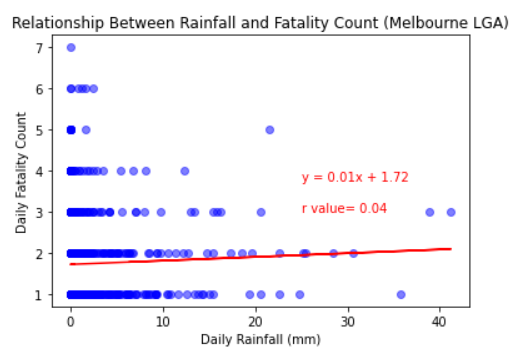 Relationship Between Rainfall and Fatality Count (Melbourne LGA)
7
6
5
4
3
2
1
Daily Fatality Count
y = 0.01x + 1.72
r value= 0.04
0
10
20
30
40
Daily Rainfall (mm)